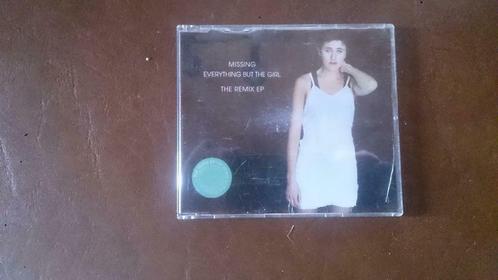 MISSING
EVERYTHING BUT THE GIRL
THE REMIX EP